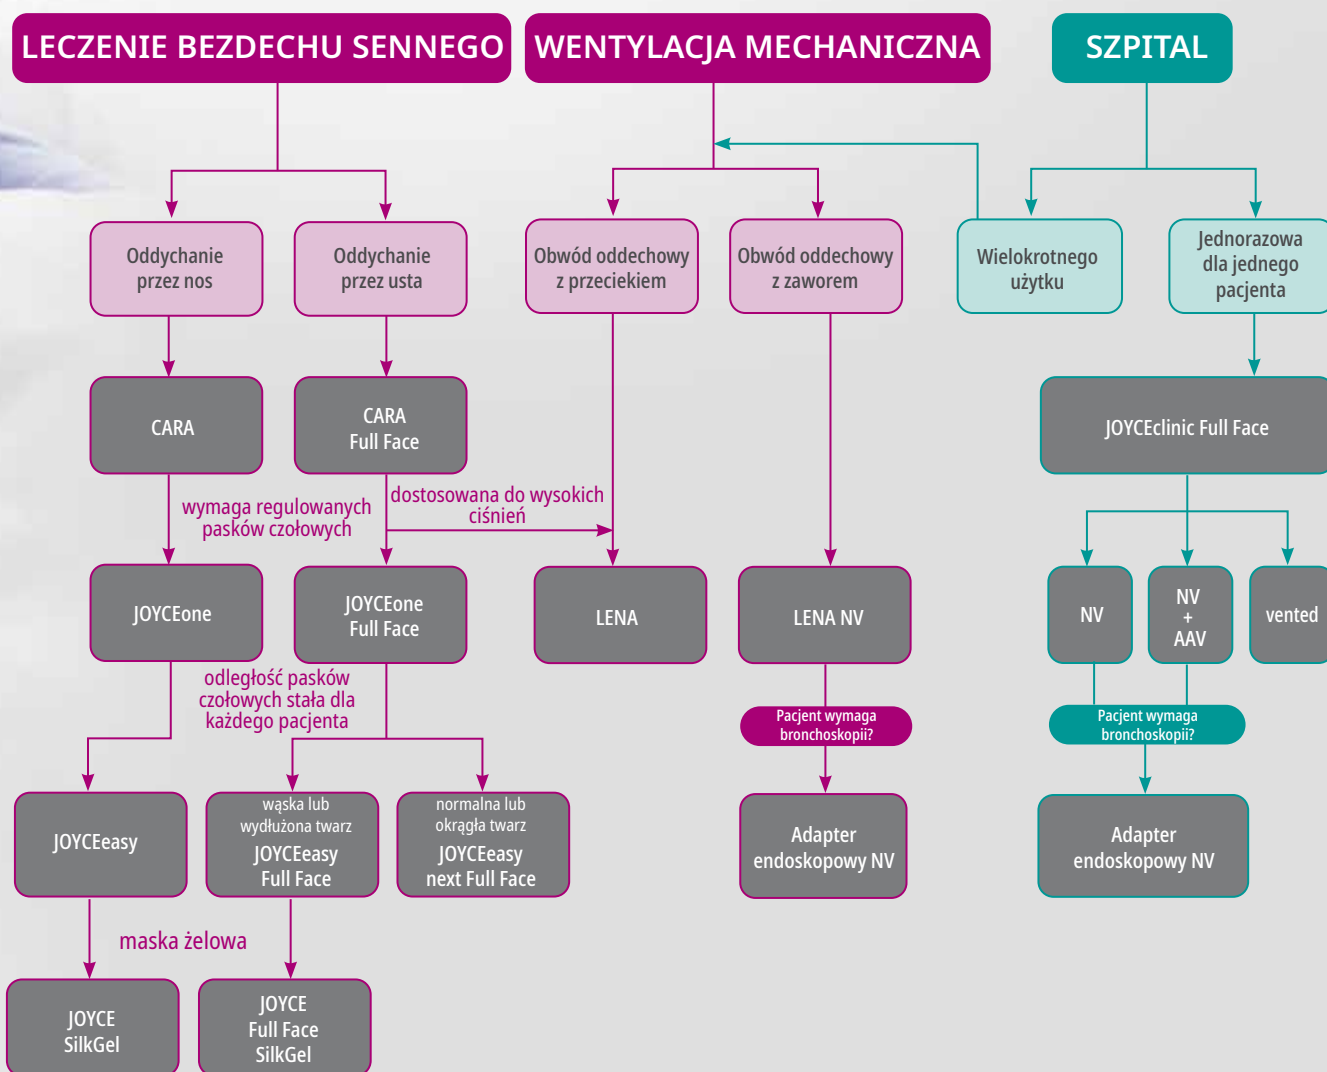 LECZENIE BEZDECHU SENNEGO
WENTYLACJA MECHANICZNA
SZPITAL
Oddychanie
przez nos
Oddychanie
przez usta
Obwód oddechowy
z przeciekiem
Obwód oddechowy
z zaworem
Wielokrotnego
użytku
Jednorazowa
dla jednego
pacjenta
CARA
CARA
Full Face
JOYCEclinic Full Face
wymaga regulowanych
pasków czołowych
dostosowana do wysokich
ciśnień
JOYCEone
JOYCEone
Full Face
LENA
LENA NV
NV
NV
+
AAV
vented
odległość pasków
czołowych stała dla
każdego pacjenta
Pacjent wymaga
bronchoskopii?
Pacjent wymaga
bronchoskopii?
JOYCEeasy
wąska lub
wydłużona twarz
JOYCEeasy
Full Face
normalna lub
okrągła twarz
JOYCEeasy
next Full Face
Adapter
endoskopowy NV
Adapter
endoskopowy NV
maska żelowa
JOYCE
SilkGel
JOYCE
Full Face
SilkGel